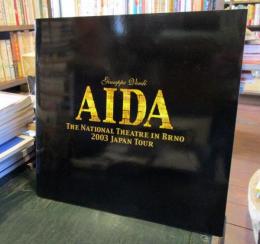 Giuseppe Verdi
AIDA
THE NATIONAL THEATRE IN BRNO
2003 JAPAN TOUR